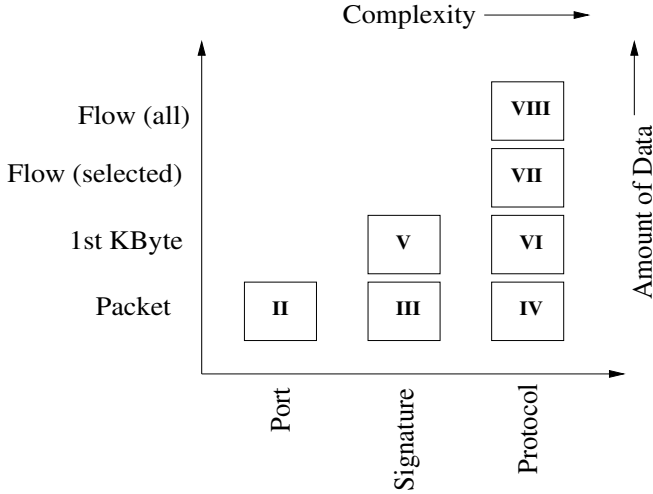 Complexity
Flow (all)
VIII
Flow (selected)
VII
1st KByte
V
VI
Packet
II
III
IV
Port
Signature
Protocol
Amount of Data